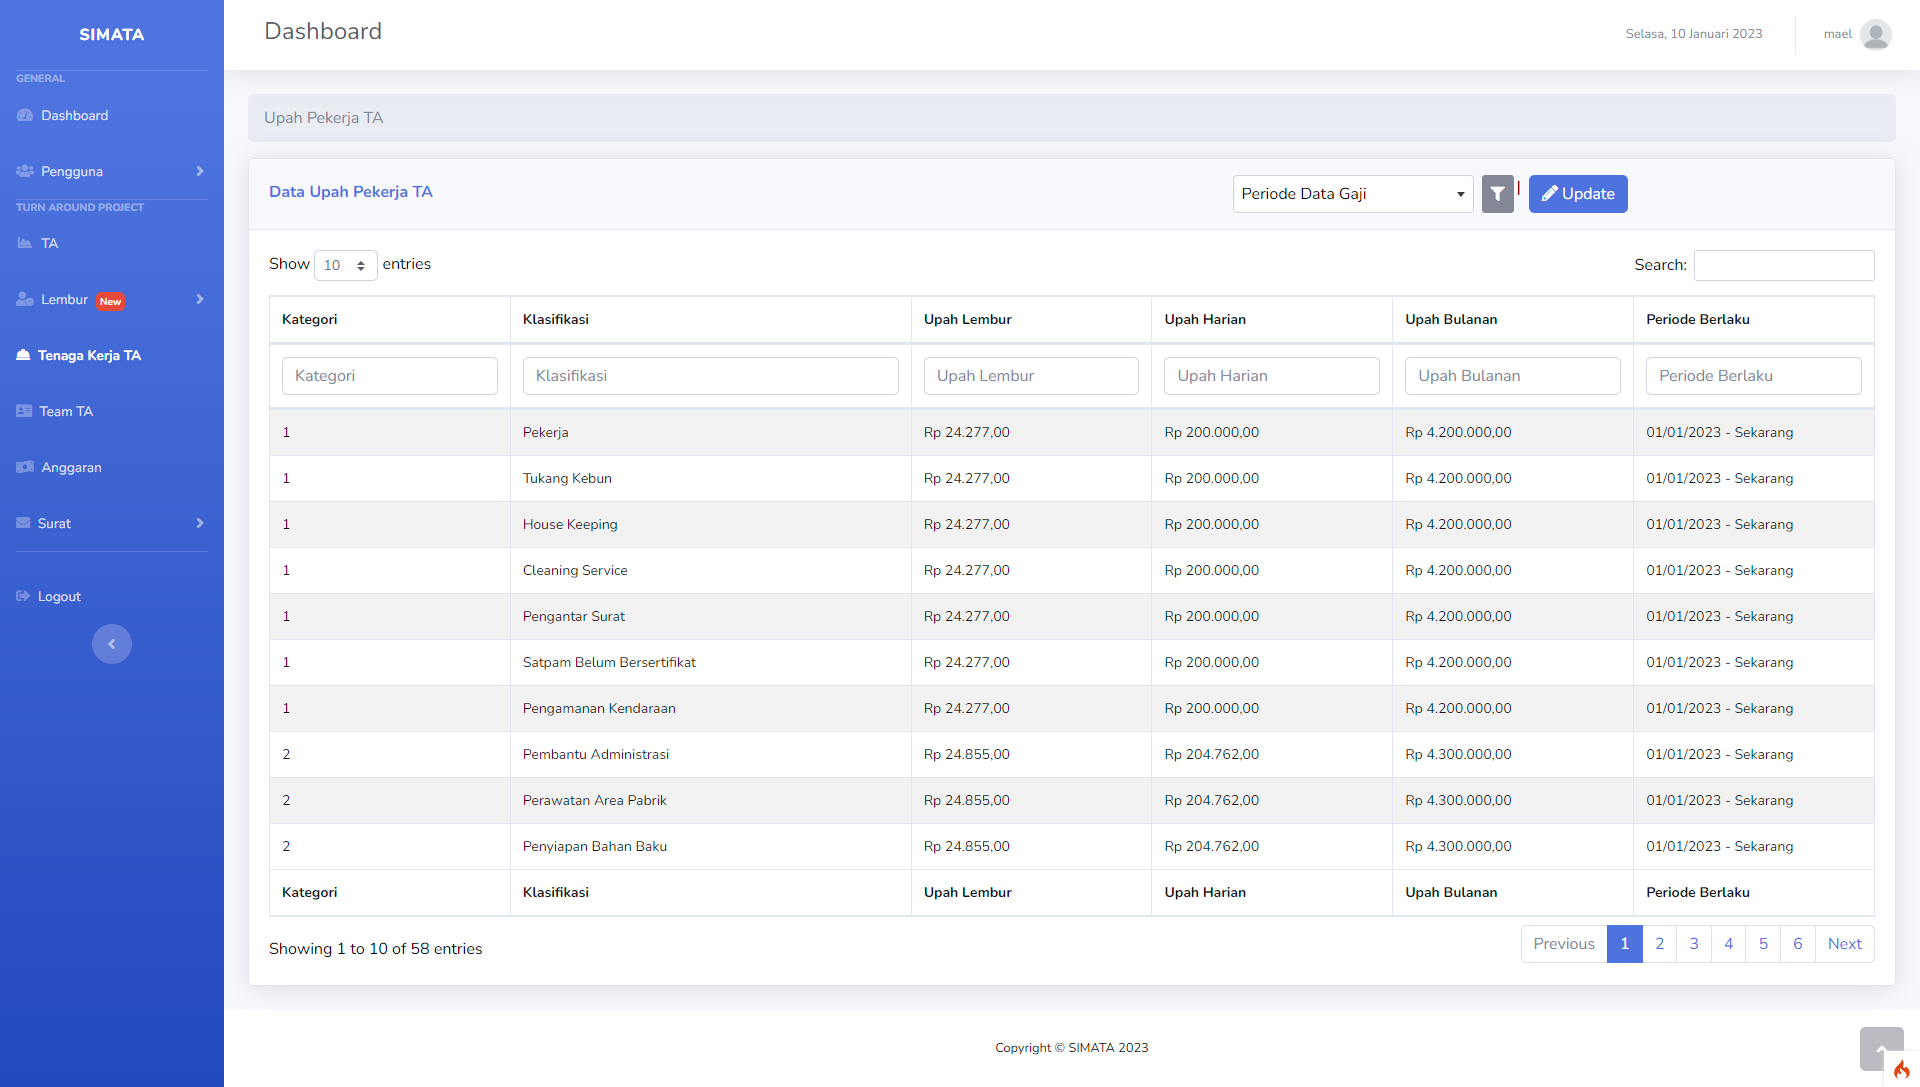 SIMATA
GENERAL
Dashboard
Pengguna
TURN AROUND PROJECT
TA
Lembur New
Tenaga Kerja TA
Team TA
Anggaran
Surat
Logout
Dashboard
Selasa, 10 Januari 2023
mael
Upah Pekerja TA
Data Upah Pekerja TA
Periode Data Gaji
|
Update
Show 10 entries
Search:
Kategori Klasifikasi Upah Lembur Upah Harian Upah Bulanan Periode Berlaku
Kategori Klasifikasi Upah Lembur Upah Harian Upah Bulanan Periode Berlaku
1 Pekerja Rp 24.277,00 Rp 200.000,00 Rp 4.200.000,00 01/01/2023 - Sekarang
1 Tukang Kebun Rp 24.277,00 Rp 200.000,00 Rp 4.200.000,00 01/01/2023 - Sekarang
1 House Keeping Rp 24.277,00 Rp 200.000,00 Rp 4.200.000,00 01/01/2023 - Sekarang
1 Cleaning Service Rp 24.277,00 Rp 200.000,00 Rp 4.200.000,00 01/01/2023 - Sekarang
1 Pengantar Surat Rp 24.277,00 Rp 200.000,00 Rp 4.200.000,00 01/01/2023 - Sekarang
1 Satpam Belum Bersertifikat Rp 24.277,00 Rp 200.000,00 Rp 4.200.000,00 01/01/2023 - Sekarang
1 Pengamanan Kendaraan Rp 24.277,00 Rp 200.000,00 Rp 4.200.000,00 01/01/2023 - Sekarang
2 Pembantu Administrasi Rp 24.855,00 Rp 204.762,00 Rp 4.300.000,00 01/01/2023 - Sekarang
2 Perawatan Area Pabrik Rp 24.855,00 Rp 204.762,00 Rp 4.300.000,00 01/01/2023 - Sekarang
2 Penyiapan Bahan Baku Rp 24.855,00 Rp 204.762,00 Rp 4.300.000,00 01/01/2023 - Sekarang
Kategori Klasifikasi Upah Lembur Upah Harian Upah Bulanan Periode Berlaku
Showing 1 to 10 of 58 entries
Previous 1 2 3 4 5 6 Next
Copyright © SIMATA 2023